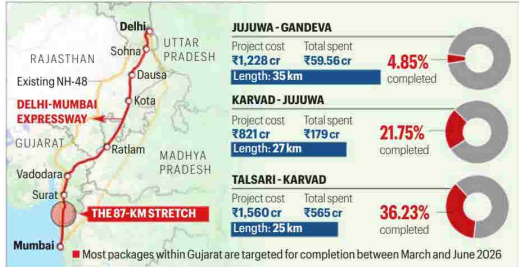 Delhi
UTTAR
PRADESH
RAJASTHAN
Sohna
Existing NH-48
Dausa
DELHI-MUMBAI
EXPRESSWAY
Kota
GUJARAT
Ratlam
MADHYA
PRADESH
Vadodara
Surat
THE 87-KM STRETCH
Mumbai
JUJUWA - GANDEVA
Project cost Total spent
₹1,228 cr ₹59.56 cr
Length: 35 km
4.85%
completed
KARVAD - JUJUWA
Project cost Total spent
₹821 cr ₹179 cr
Length: 27 km
21.75%
completed
TALSARI - KARVAD
Project cost Total spent
₹1,560 cr ₹565 cr
Length: 25 km
36.23%
completed
■ Most packages within Gujarat are targeted for completion between March and June 2026